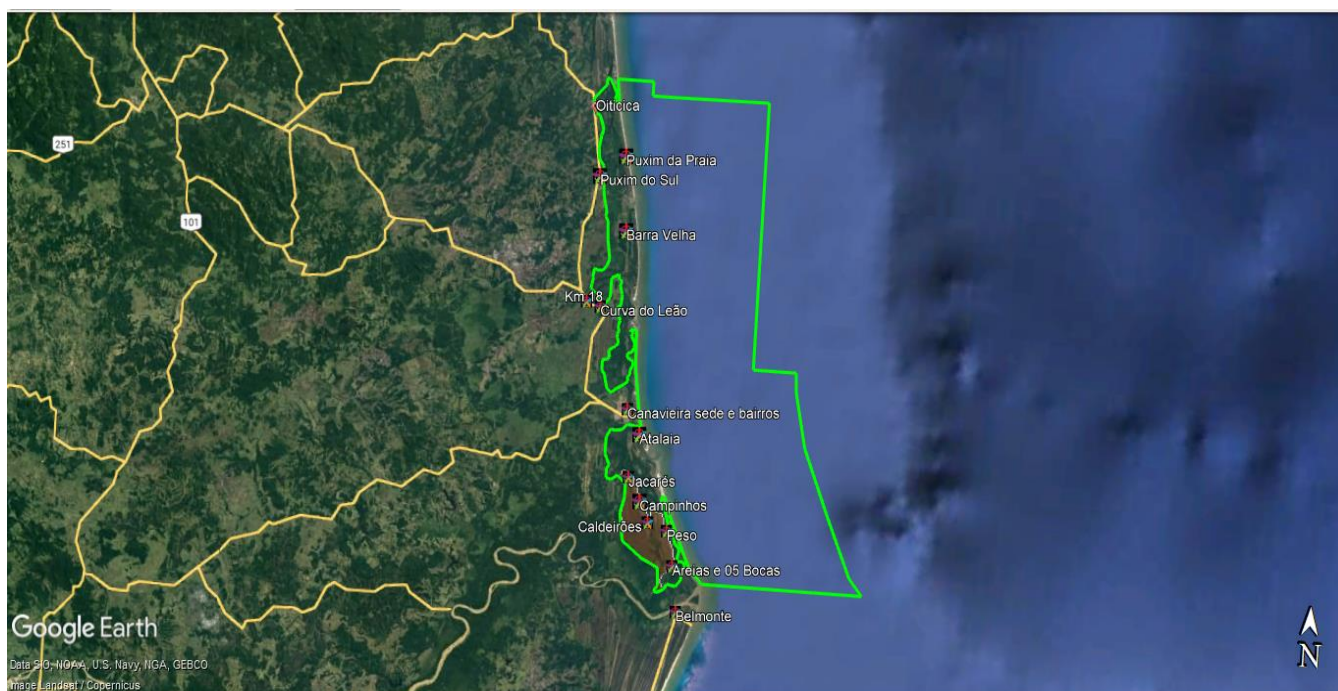 Oiticica
251
Puxim da Praia
Puxim do Sul
101
Barra Velha
Km 18
Curva do Leão
Canavieira sede e bairros
Atalaia
Jacarés
Campinhos
Caldeirões
Peso
Areias e 05 Bocas
Belmonte
Google Earth
N
Data SIO, NOAA, U.S. Navy, NGA, GEBCO
Image Landsat / Copernicus